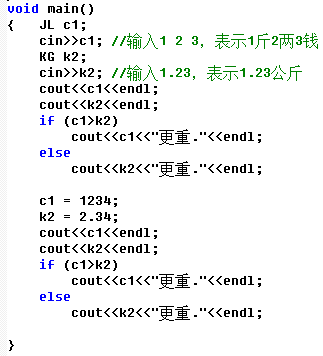 void main()
{   JL c1;
    cin>>c1; //输入1 2 3, 表示1斤2两3钱
    KG k2;
    cin>>k2; //输入1.23, 表示1.23公斤
    cout<<c1<<endl;
    cout<<k2<<endl;
    if (c1>k2)
        cout<<c1<<"更重."<<endl;
    else
        cout<<k2<<"更重."<<endl;

    c1 = 1234;
    k2 = 2.34;
    cout<<c1<<endl;
    cout<<k2<<endl;
    if (c1>k2)
        cout<<c1<<"更重."<<endl;
    else
        cout<<k2<<"更重."<<endl;

}